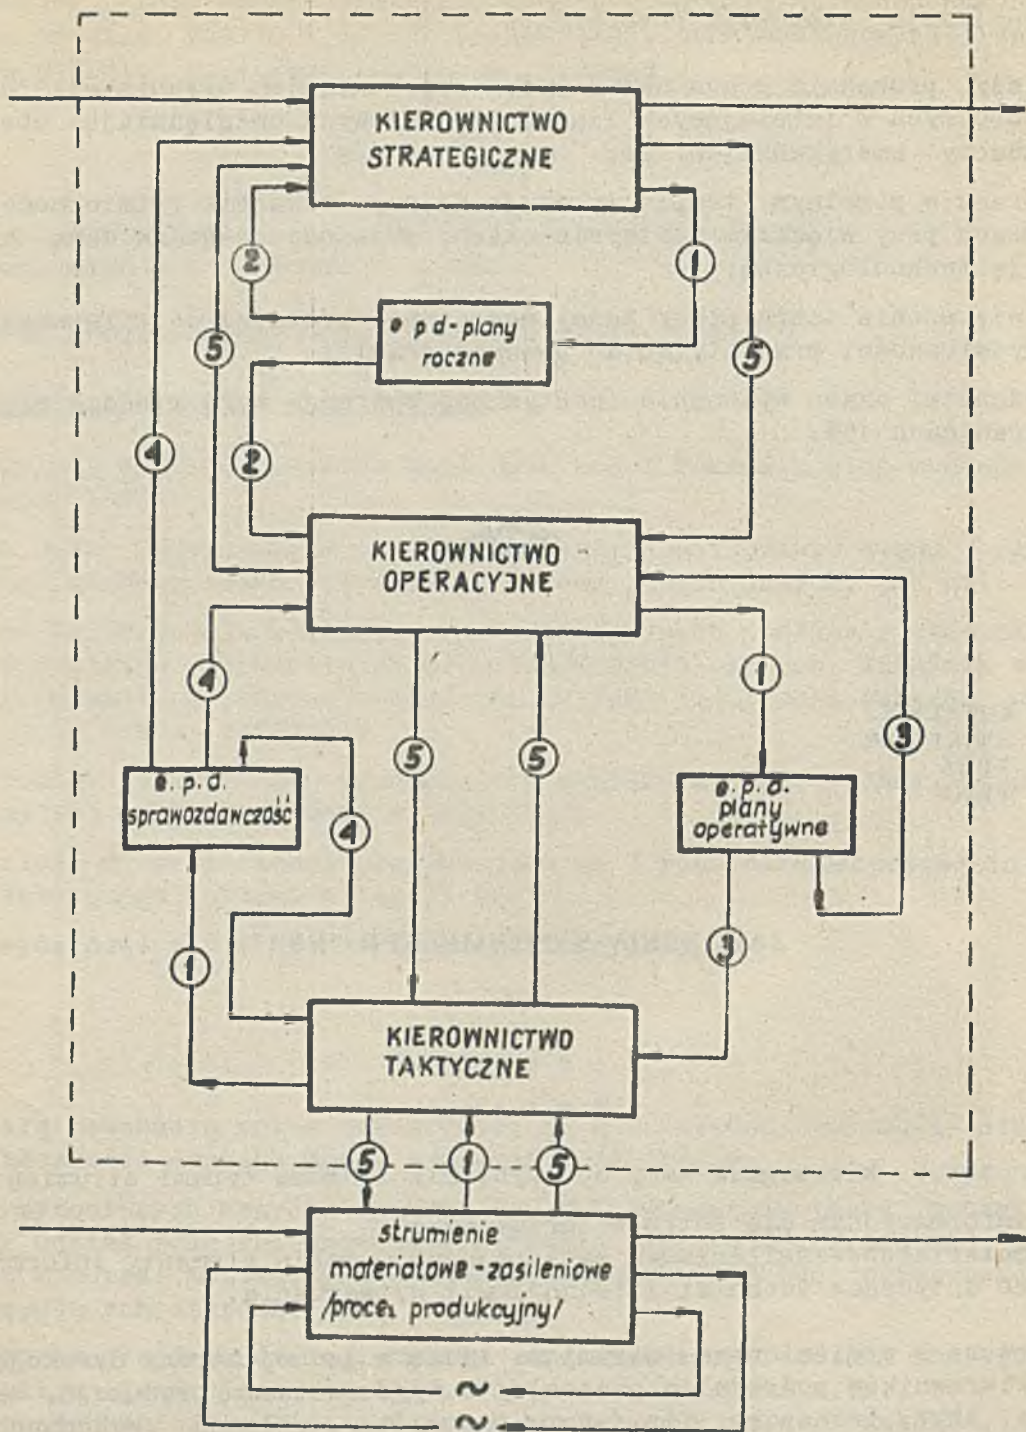 KIEROWNICTWO
STRATEGICZNE
2
1
e p d-plany
roczne
5
5
4
2
KIEROWNICTWO
OPERACYJNE
4
1
5
5
3
e. p. d.
sprawozdawczość
4
e. p. d.
plany
operatywne
1
3
KIEROWNICTWO
TAKTYCZNE
5
1
5
strumienie
materiałowe-zasileniowe
/proces produkcyjny/
~
~